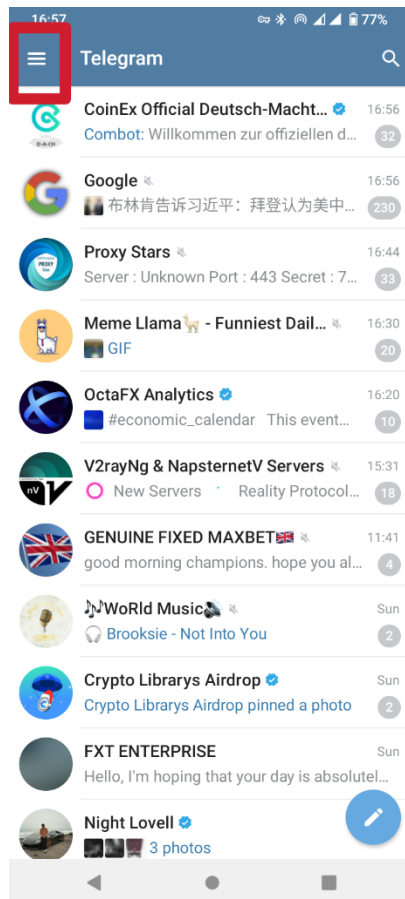 16:57
77%
Telegram
CoinEx Official Deutsch-Macht... 16:56
Combot: Willkommen zur offiziellen d... 32
D-A-CH
Google 16:56
布林肯告诉习近平：拜登认为美中... 230
Proxy Stars 16:44
PROXY
Star
Server : Unknown Port : 443 Secret : 7... 33
Meme Llama🦙 - Funniest Dail... 16:30
GIF 20
OctaFX Analytics 16:20
#economic_calendar This event... 10
V2rayNg & NapsternetV Servers 15:31
nV
New Servers Reality Protocol... 18
GENUINE FIXED MAXBET🇬🇧 11:41
good morning champions. hope you al... 4
🎶WoRld Music🔊 Sun
🎧 Brooksie - Not Into You 2
Crypto Librarys Airdrop Sun
Crypto Librarys Airdrop pinned a photo 2
FXT ENTERPRISE Sun
Hello, I'm hoping that your day is absolutel...
Night Lovell
3 photos